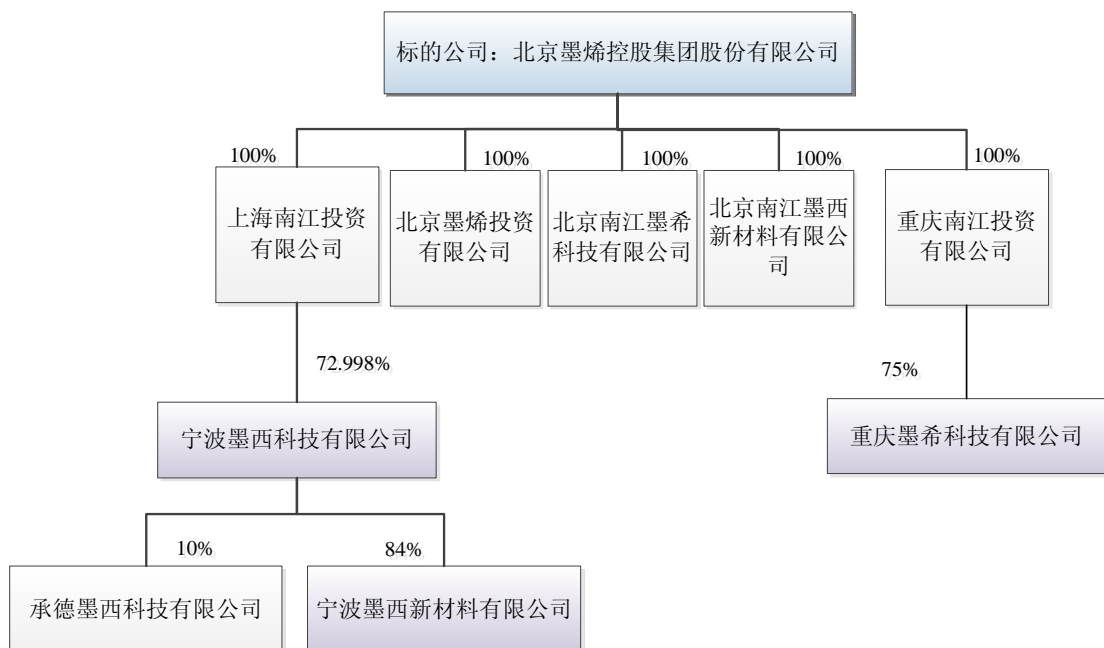 标的公司：北京墨烯控股集团股份有限公司
100%
100%
100%
100%
100%
上海南江投资
有限公司
北京墨烯投资
有限公司
北京南江墨希
科技有限公司
北京南江墨西
新材料有限公
司
重庆南江投资
有限公司
72.998%
75%
宁波墨西科技有限公司
重庆墨希科技有限公司
10%
84%
承德墨西科技有限公司
宁波墨西新材料有限公司